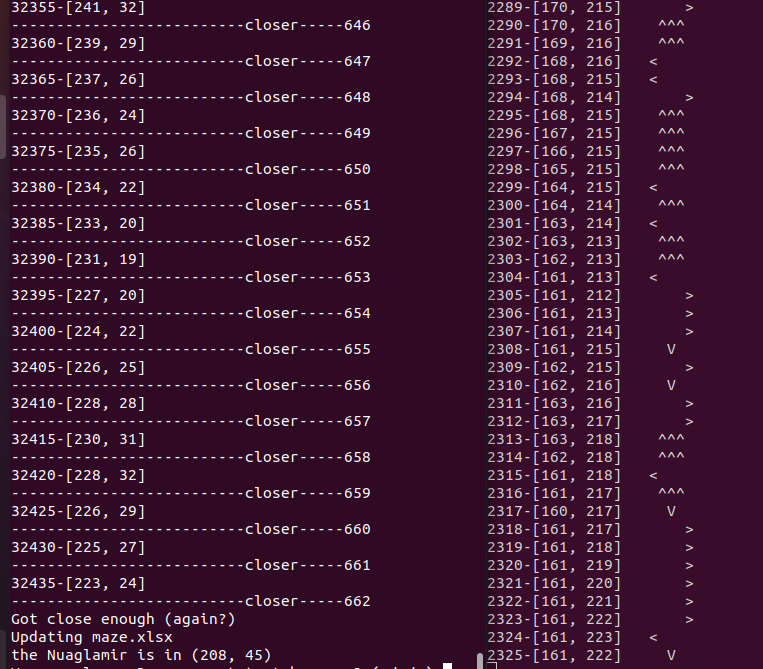 32355-[241, 32]
--------------------------closer-----646
32360-[239, 29]
--------------------------closer-----647
32365-[237, 26]
--------------------------closer-----648
32370-[236, 24]
--------------------------closer-----649
32375-[235, 26]
--------------------------closer-----650
32380-[234, 22]
--------------------------closer-----651
32385-[233, 20]
--------------------------closer-----652
32390-[231, 19]
--------------------------closer-----653
32395-[227, 20]
--------------------------closer-----654
32400-[224, 22]
--------------------------closer-----655
32405-[226, 25]
--------------------------closer-----656
32410-[228, 28]
--------------------------closer-----657
32415-[230, 31]
--------------------------closer-----658
32420-[228, 32]
--------------------------closer-----659
32425-[226, 29]
--------------------------closer-----660
32430-[225, 27]
--------------------------closer-----661
32435-[223, 24]
--------------------------closer-----662
Got close enough (again?)
Updating maze.xlsx
the Nuaglamir is in (208, 45)
2289-[170, 215]       >
2290-[170, 216]    ^^^
2291-[169, 216]    ^^^
2292-[168, 216]   <
2293-[168, 215]   <
2294-[168, 214]       >
2295-[168, 215]    ^^^
2296-[167, 215]    ^^^
2297-[166, 215]    ^^^
2298-[165, 215]    ^^^
2299-[164, 215]   <
2300-[164, 214]    ^^^
2301-[163, 214]   <
2302-[163, 213]    ^^^
2303-[162, 213]    ^^^
2304-[161, 213]   <
2305-[161, 212]       >
2306-[161, 213]       >
2307-[161, 214]       >
2308-[161, 215]     V
2309-[162, 215]       >
2310-[162, 216]     V
2311-[163, 216]       >
2312-[163, 217]       >
2313-[163, 218]    ^^^
2314-[162, 218]    ^^^
2315-[161, 218]   <
2316-[161, 217]    ^^^
2317-[160, 217]     V
2318-[161, 217]       >
2319-[161, 218]       >
2320-[161, 219]       >
2321-[161, 220]       >
2322-[161, 221]       >
2323-[161, 222]       >
2324-[161, 223]   <
2325-[161, 222]     V